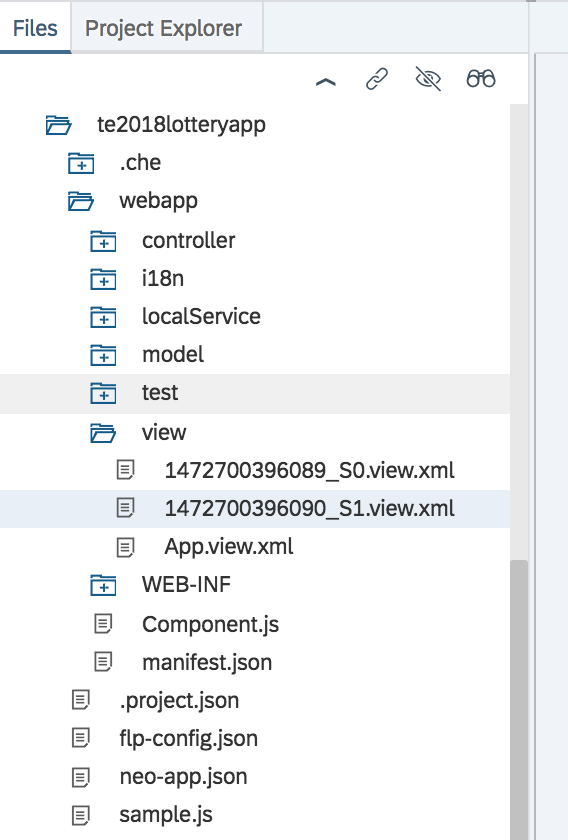 Files Project Explorer
te2018lotteryapp
.che
webapp
controller
i18n
localService
model
test
view
1472700396089_S0.view.xml
1472700396090_S1.view.xml
App.view.xml
WEB-INF
Component.js
manifest.json
.project.json
flp-config.json
neo-app.json
sample.js